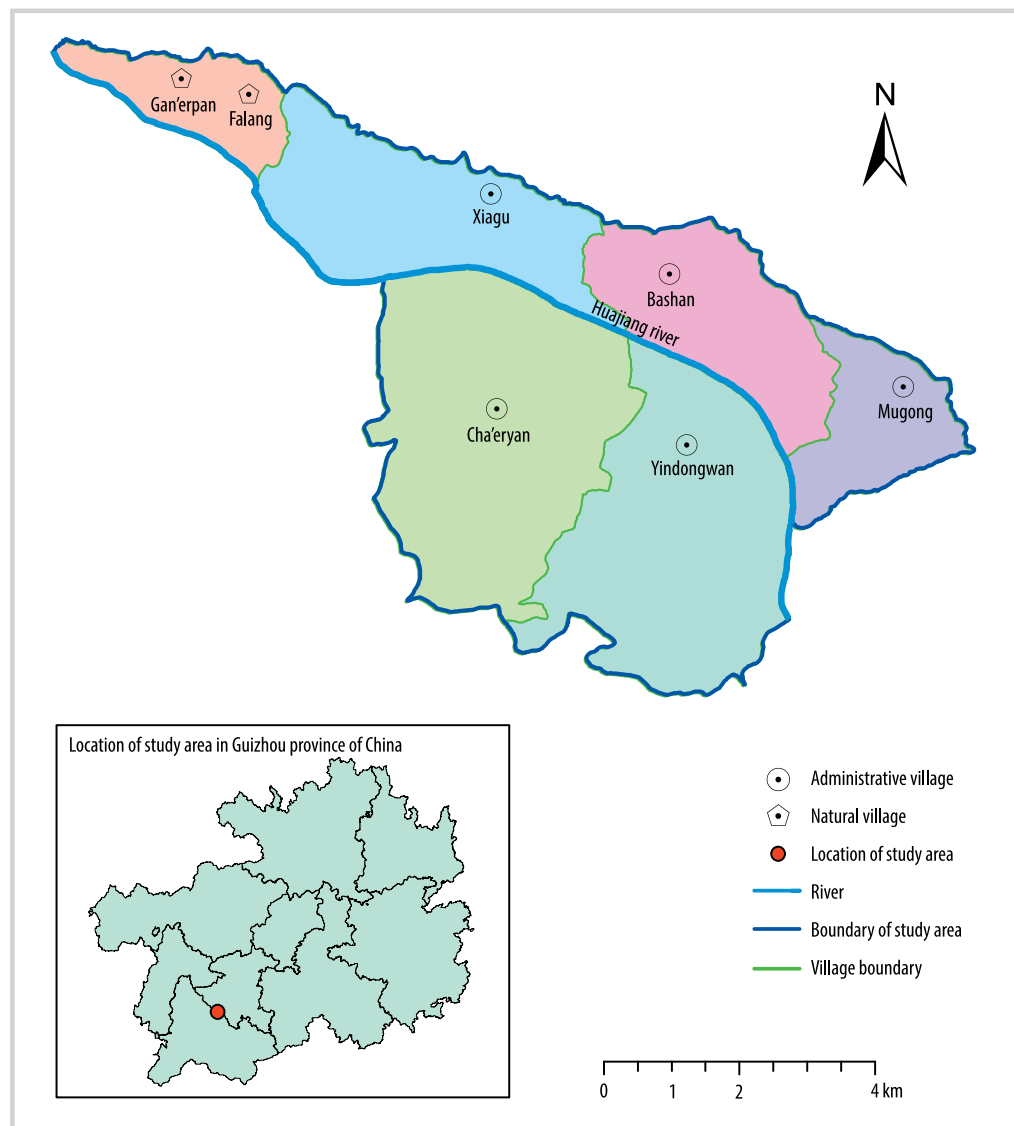 N
Gan'erpan
Falang
Xiagu
Bashan
Huajiang river
Mugong
Cha'eryan
Yindongwan
Location of study area in Guizhou province of China
Administrative village
Natural village
Location of study area
River
Boundary of study area
Village boundary
0 1 2 4 km